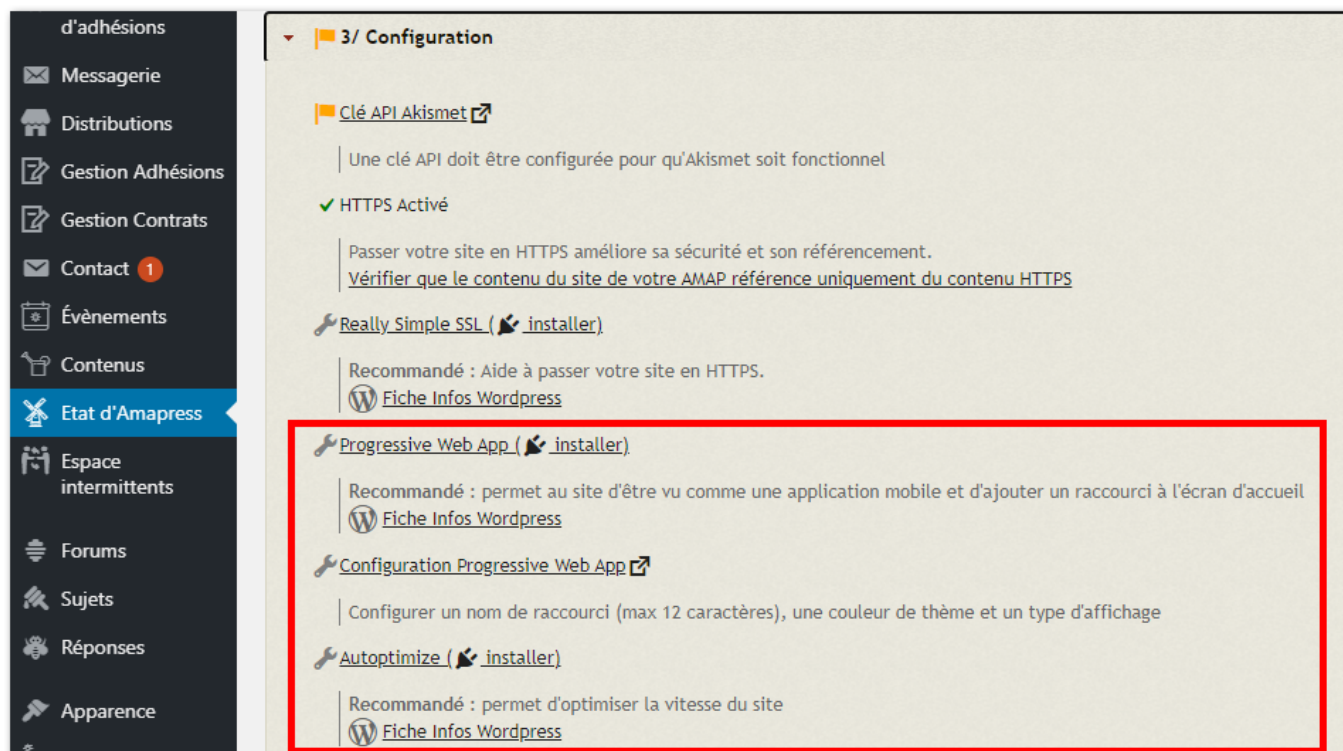 d'adhésions
Messagerie
Distributions
Gestion Adhésions
Gestion Contrats
Contact 1
Évènements
Contenus
Etat d'Amapress
Espace
intermittents
Forums
Sujets
Réponses
Apparence
3/ Configuration
Clé API Akismet
Une clé API doit être configurée pour qu'Akismet soit fonctionnel
HTTPS Activé
Passer votre site en HTTPS améliore sa sécurité et son référencement.
Vérifier que le contenu du site de votre AMAP référence uniquement du contenu HTTPS
Really Simple SSL ( installer)
Recommandé : Aide à passer votre site en HTTPS.
Fiche Infos Wordpress
Progressive Web App ( installer)
Recommandé : permet au site d'être vu comme une application mobile et d'ajouter un raccourci à l'écran d'accueil
Fiche Infos Wordpress
Configuration Progressive Web App
Configurer un nom de raccourci (max 12 caractères), une couleur de thème et un type d'affichage
Autoptimize ( installer)
Recommandé : permet d'optimiser la vitesse du site
Fiche Infos Wordpress